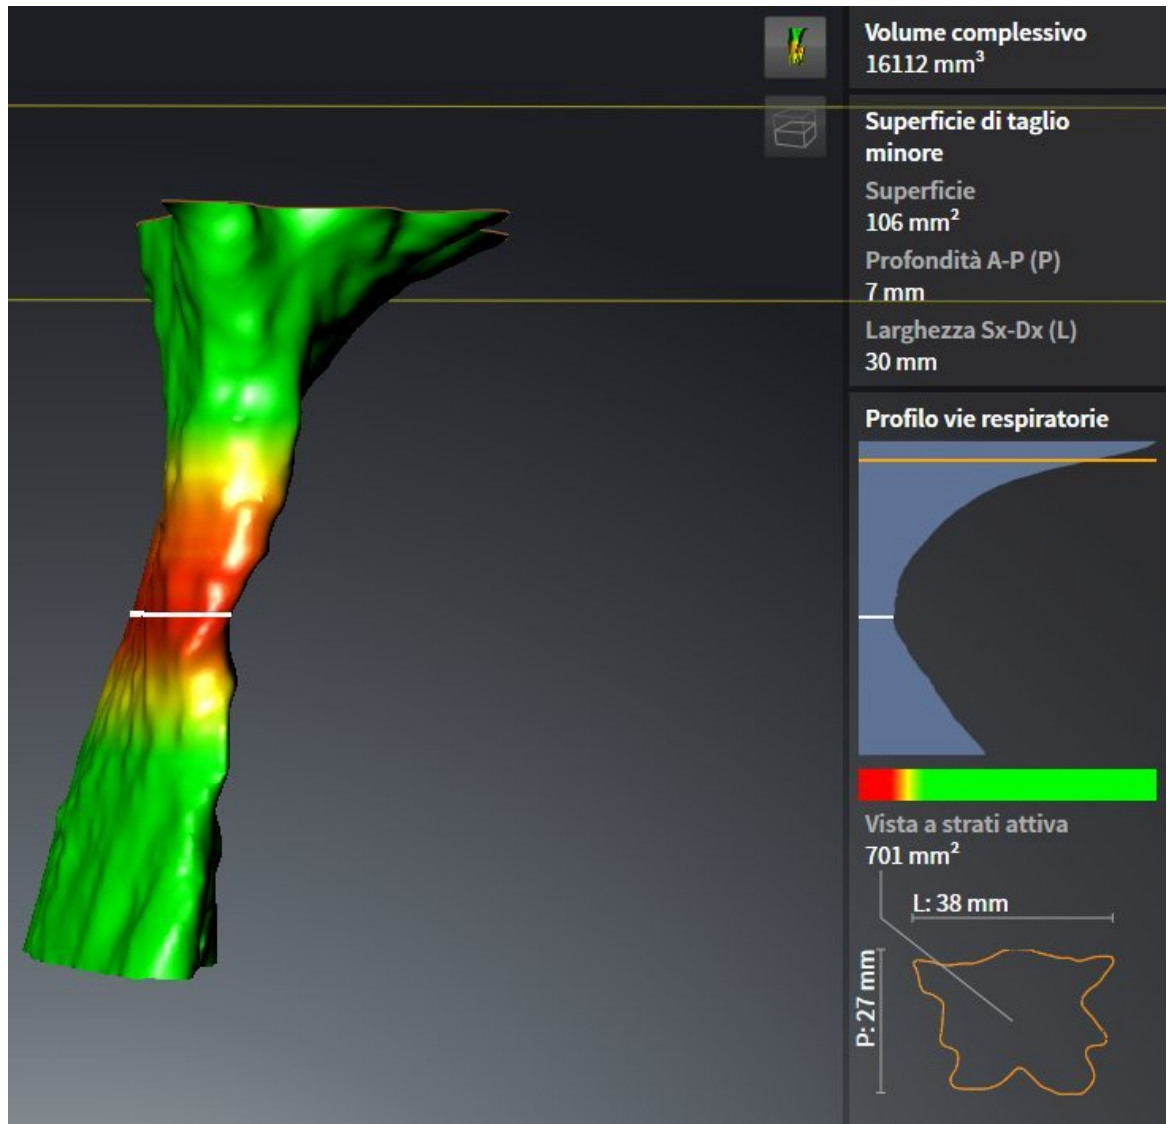 Volume complessivo
16112 mm³
Superficie di taglio
minore
Superficie
106 mm²
Profondità A-P (P)
7 mm
Larghezza Sx-Dx (L)
30 mm
Profilo vie respiratorie
Vista a strati attiva
701 mm²
L: 38 mm
P: 27 mm